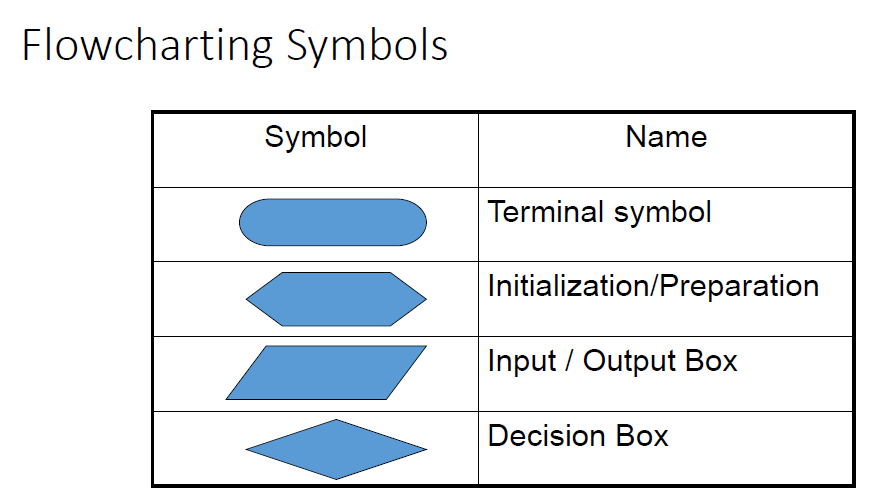 Flowcharting Symbols
Symbol Name
Terminal symbol
Initialization/Preparation
Input / Output Box
Decision Box